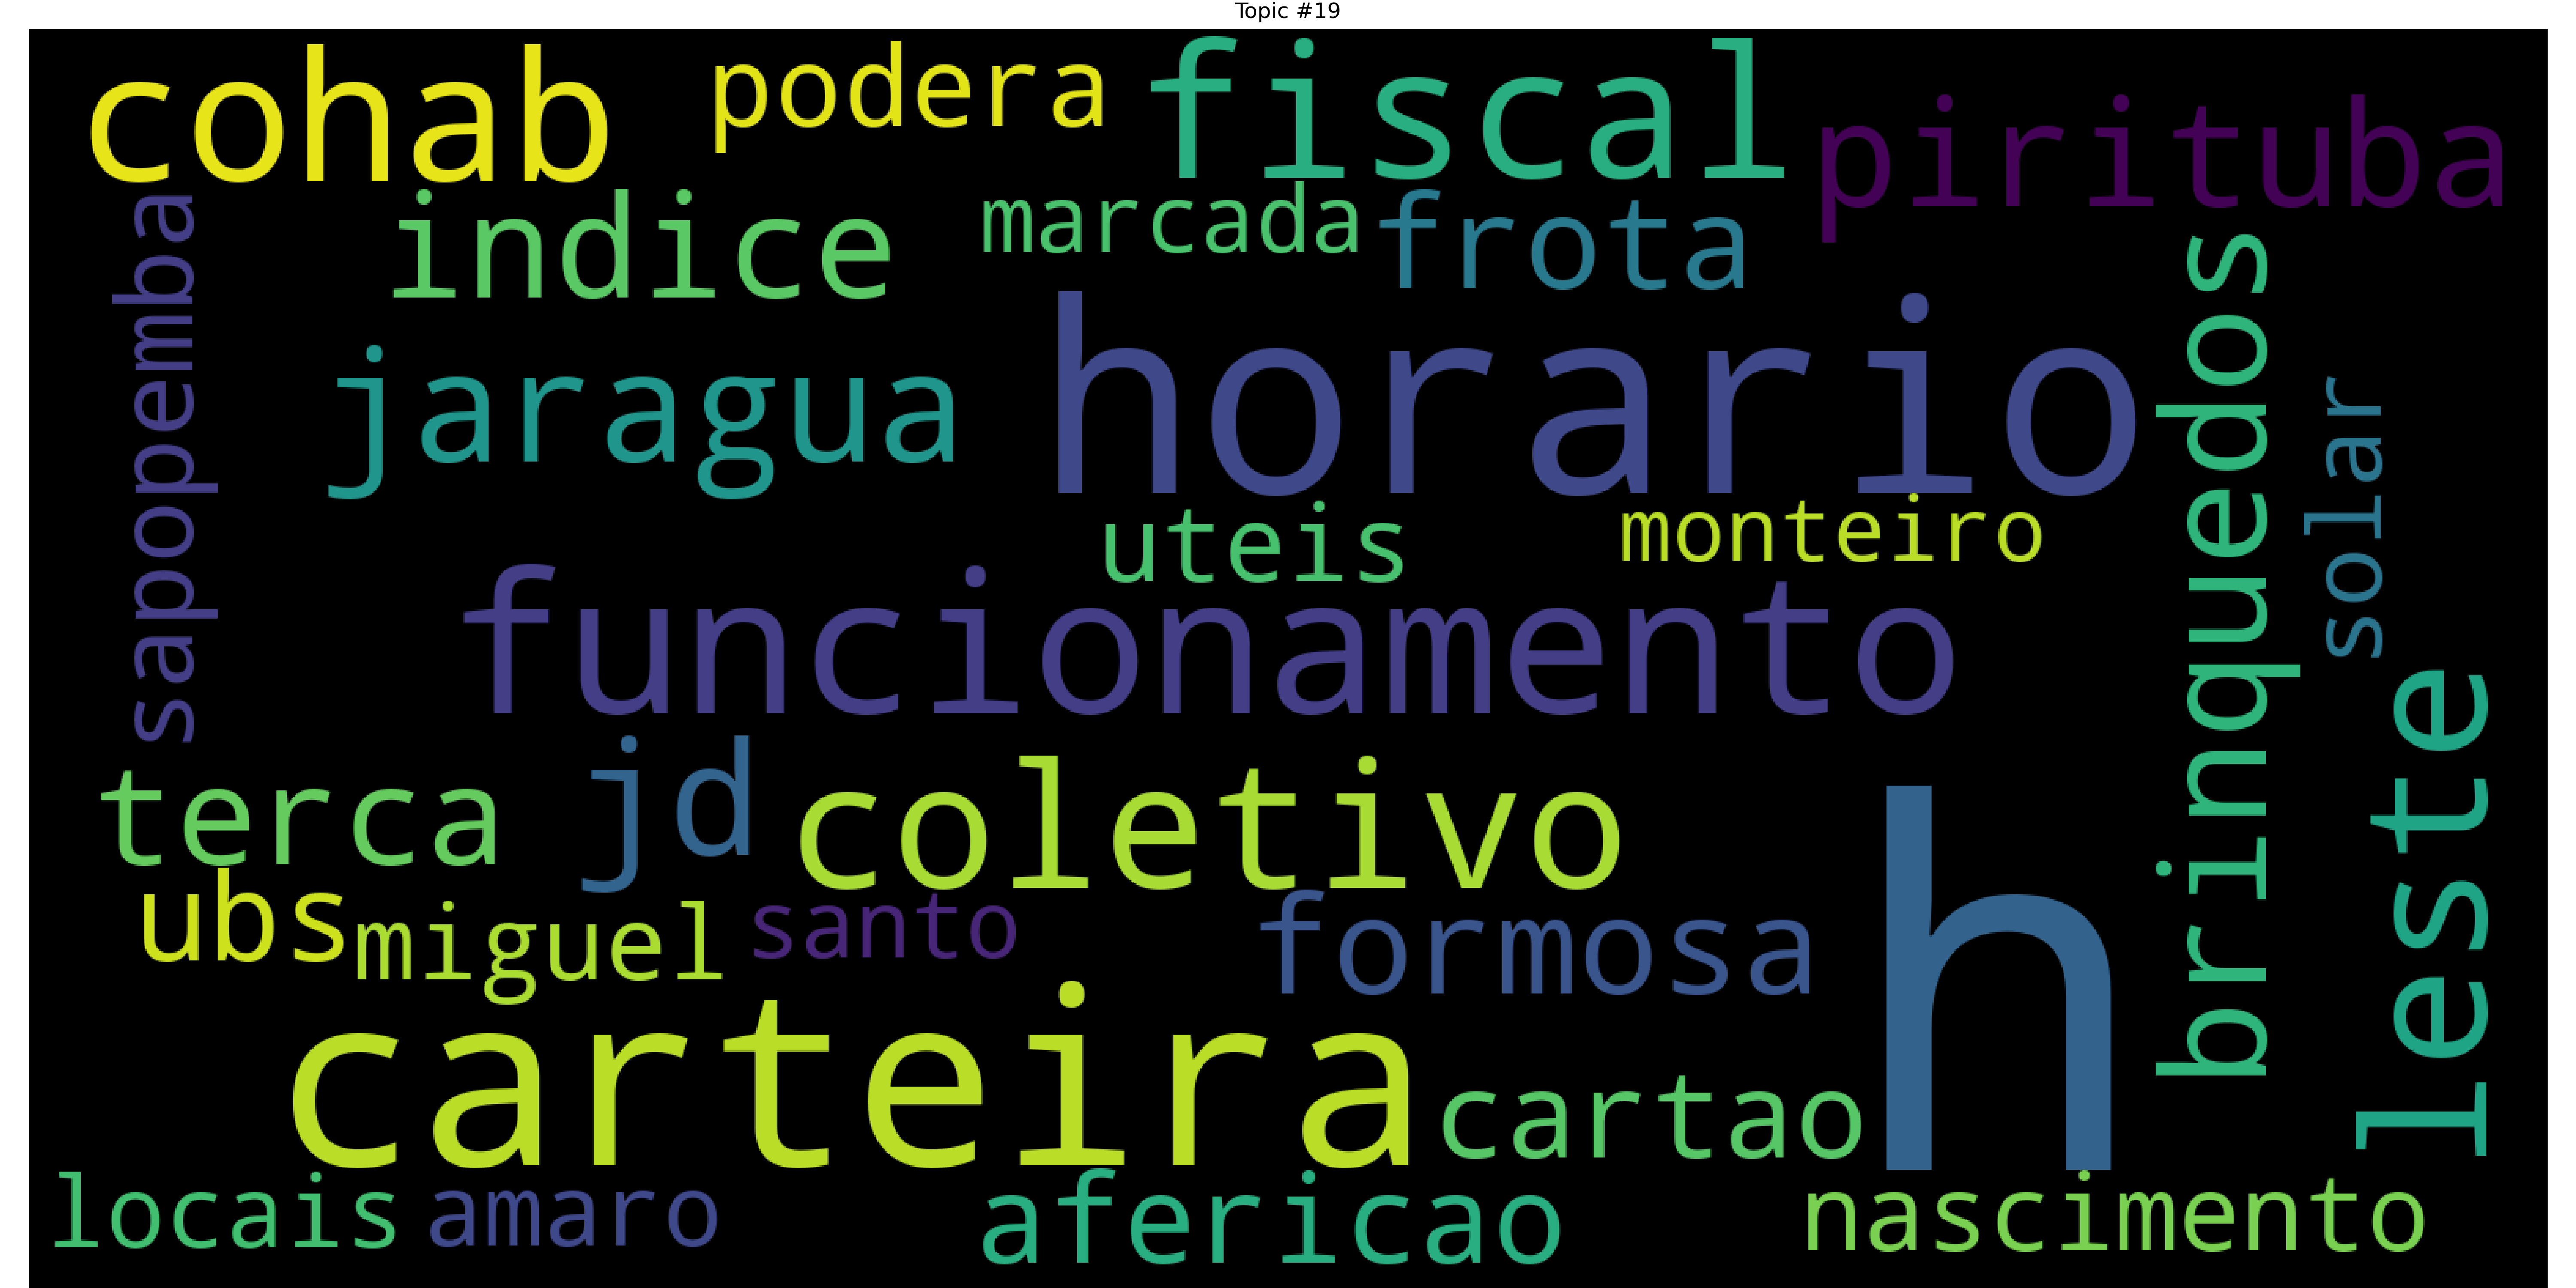 Topic #19
cohab
podera
fiscal
pirituba
sapopemba
indice
marcada
frota
jaragua
horario
brinquedos
solar
uteis
monteiro
funcionamento
leste
terca
jd
coletivo
h
ubs
miguel
santo
formosa
carteira
cartao
locais
amaro
afericao
nascimento